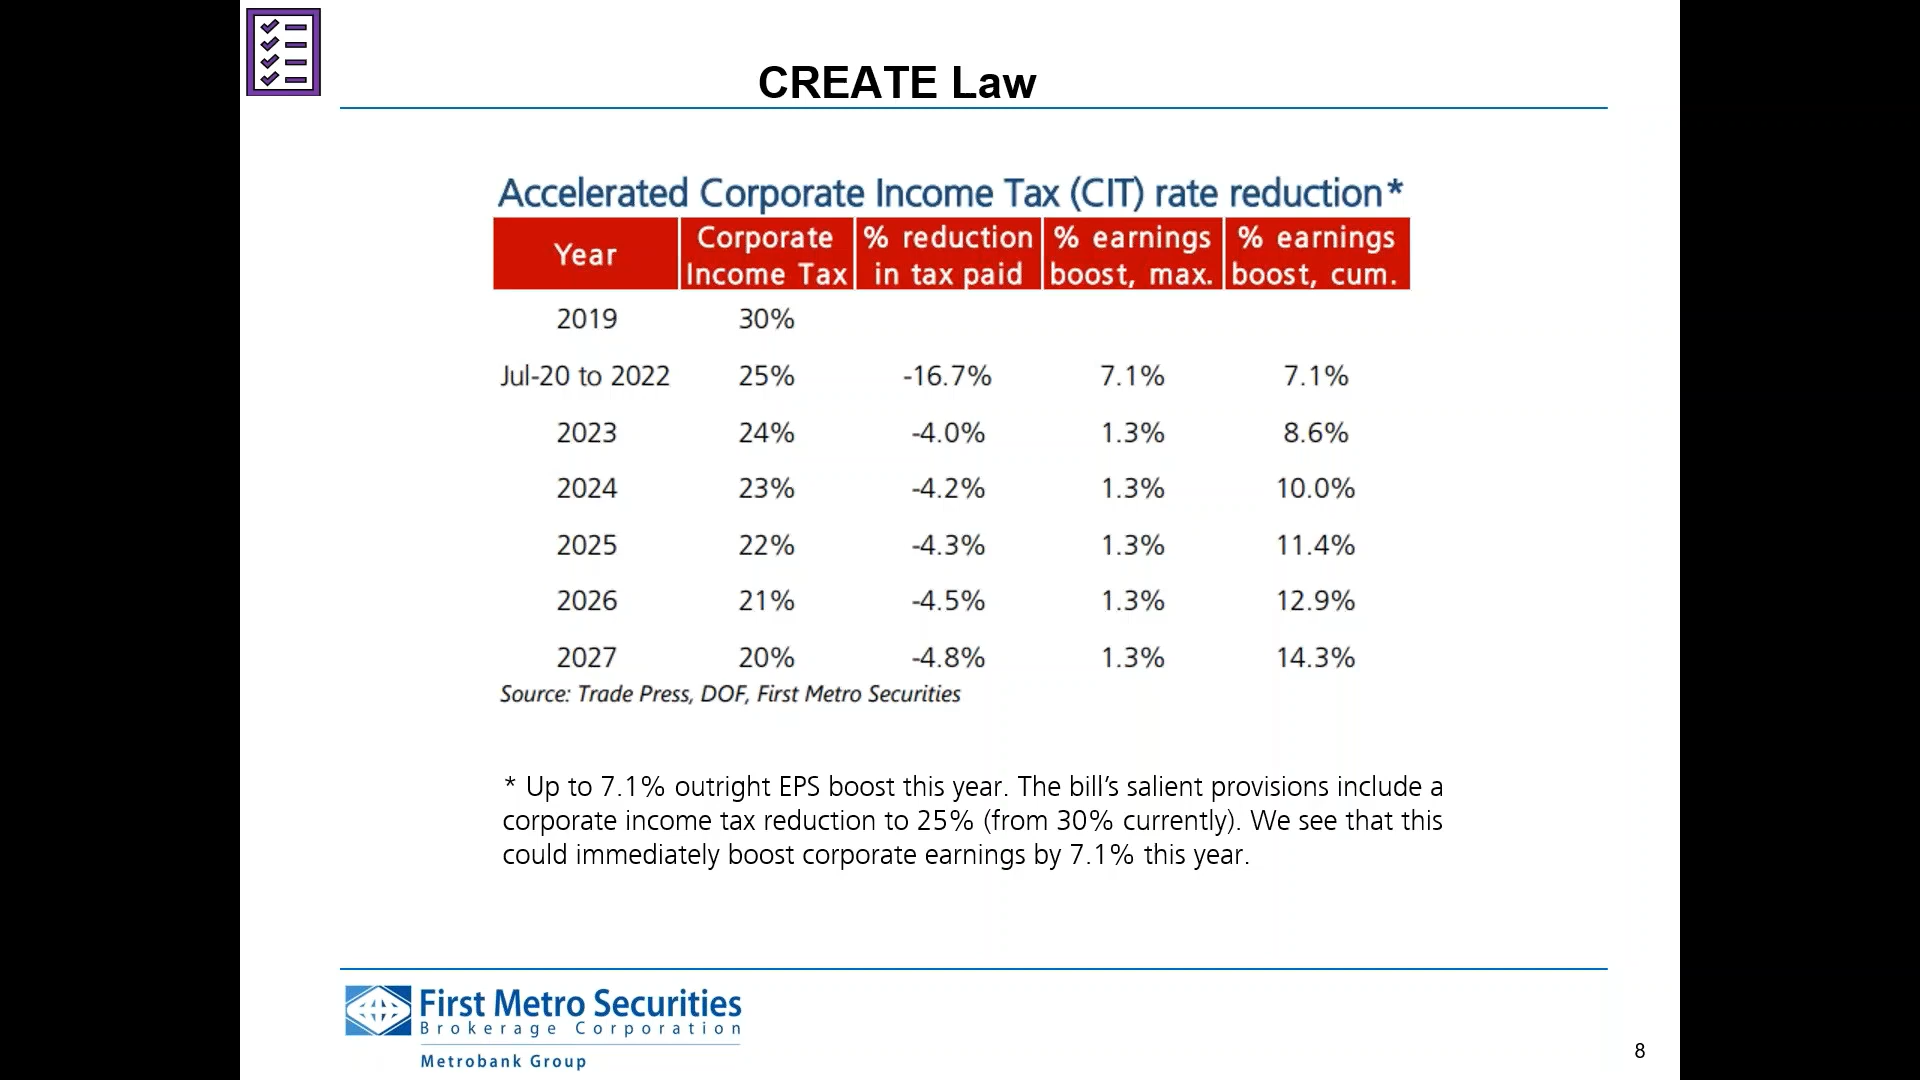 CREATE Law
Accelerated Corporate Income Tax (CIT) rate reduction*
Year Corporate Income Tax % reduction in tax paid % earnings boost, max. % earnings boost, cum.
2019 30%
Jul-20 to 2022 25% -16.7% 7.1% 7.1%
2023 24% -4.0% 1.3% 8.6%
2024 23% -4.2% 1.3% 10.0%
2025 22% -4.3% 1.3% 11.4%
2026 21% -4.5% 1.3% 12.9%
2027 20% -4.8% 1.3% 14.3%
Source: Trade Press, DOF, First Metro Securities
* Up to 7.1% outright EPS boost this year. The bill’s salient provisions include a
corporate income tax reduction to 25% (from 30% currently). We see that this
could immediately boost corporate earnings by 7.1% this year.
First Metro Securities
Brokerage Corporation
Metrobank Group
8